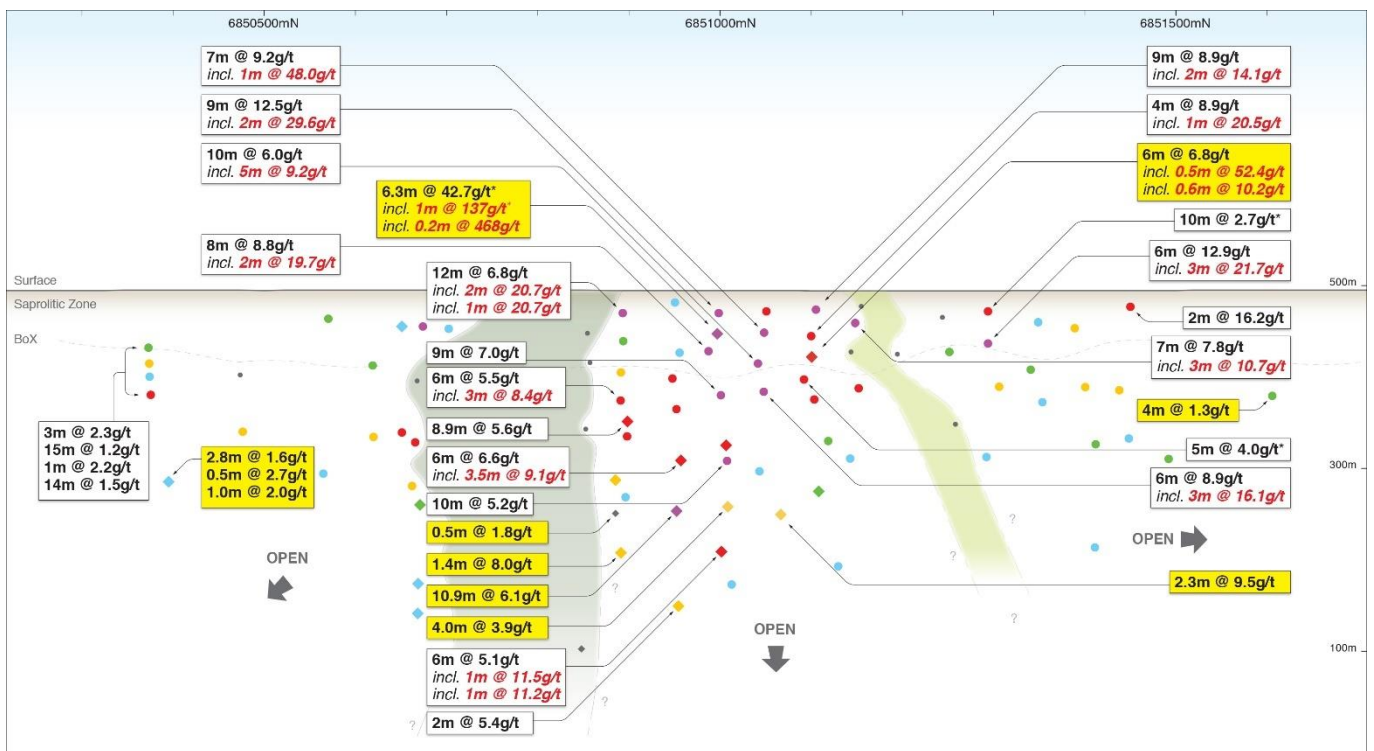 6850500mN
6851000mN
6851500mN
7m @ 9.2g/t
incl. 1m @ 48.0g/t
9m @ 12.5g/t
incl. 2m @ 29.6g/t
10m @ 6.0g/t
incl. 5m @ 9.2g/t
6.3m @ 42.7g/t*
incl. 1m @ 137g/t*
incl. 0.2m @ 468g/t
8m @ 8.8g/t
incl. 2m @ 19.7g/t
12m @ 6.8g/t
incl. 2m @ 20.7g/t
incl. 1m @ 20.7g/t
9m @ 8.9g/t
incl. 2m @ 14.1g/t
4m @ 8.9g/t
incl. 1m @ 20.5g/t
6m @ 6.8g/t
incl. 0.5m @ 52.4g/t
incl. 0.6m @ 10.2g/t
10m @ 2.7g/t*
6m @ 12.9g/t
incl. 3m @ 21.7g/t
Surface
500m
Saprolitic Zone
BoX
2m @ 16.2g/t
7m @ 7.8g/t
incl. 3m @ 10.7g/t
9m @ 7.0g/t
6m @ 5.5g/t
incl. 3m @ 8.4g/t
4m @ 1.3g/t
8.9m @ 5.6g/t
5m @ 4.0g/t*
3m @ 2.3g/t
15m @ 1.2g/t
1m @ 2.2g/t
14m @ 1.5g/t
2.8m @ 1.6g/t
0.5m @ 2.7g/t
1.0m @ 2.0g/t
6m @ 6.6g/t
incl. 3.5m @ 9.1g/t
300m
6m @ 8.9g/t
incl. 3m @ 16.1g/t
10m @ 5.2g/t
0.5m @ 1.8g/t
?
OPEN
1.4m @ 8.0g/t
?
OPEN
2.3m @ 9.5g/t
10.9m @ 6.1g/t
?
4.0m @ 3.9g/t
?
OPEN
6m @ 5.1g/t
incl. 1m @ 11.5g/t
incl. 1m @ 11.2g/t
100m
?
2m @ 5.4g/t
?
?